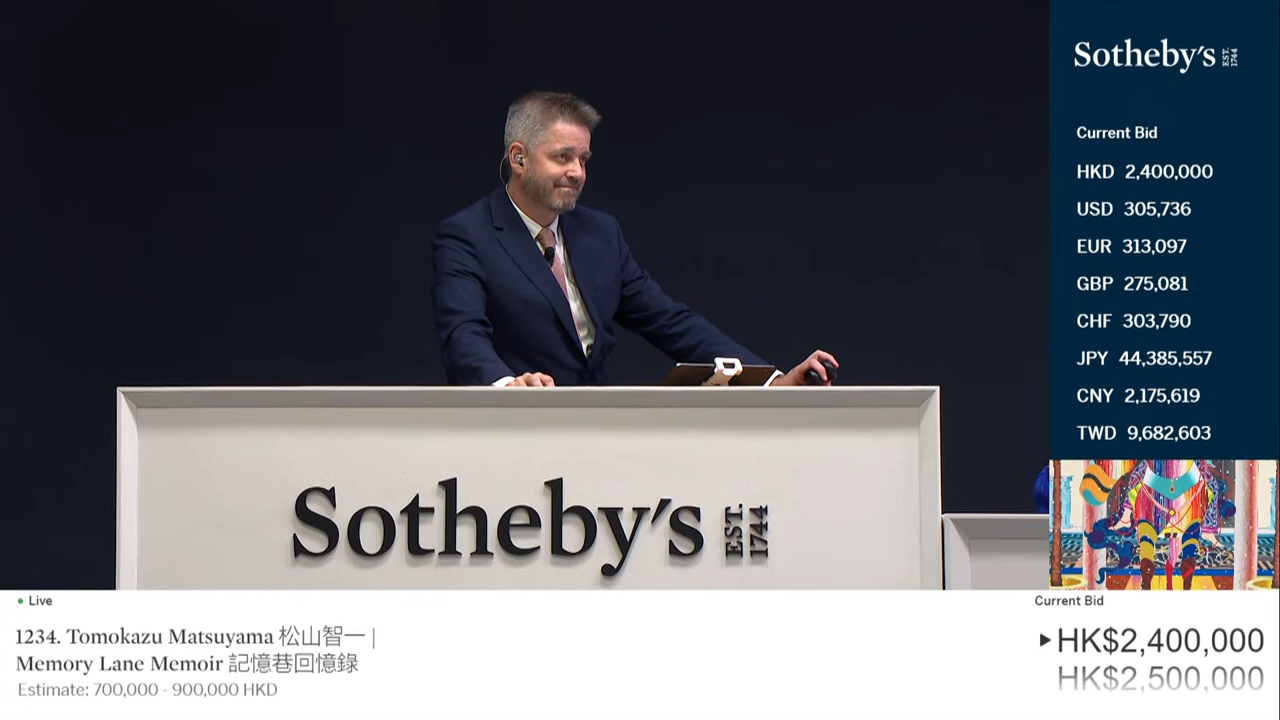 Sotheby's EST. 1744
Current Bid
HKD 2,400,000
USD 305,736
EUR 313,097
GBP 275,081
CHF 303,790
JPY 44,385,557
CNY 2,175,619
TWD 9,682,603
Sotheby's EST. 1744
• Live
1234. Tomokazu Matsuyama 松山智一 |
Memory Lane Memoir 記憶巷回憶錄
Estimate: 700,000 - 900,000 HKD
Current Bid
HK$2,400,000
HK$2,500,000